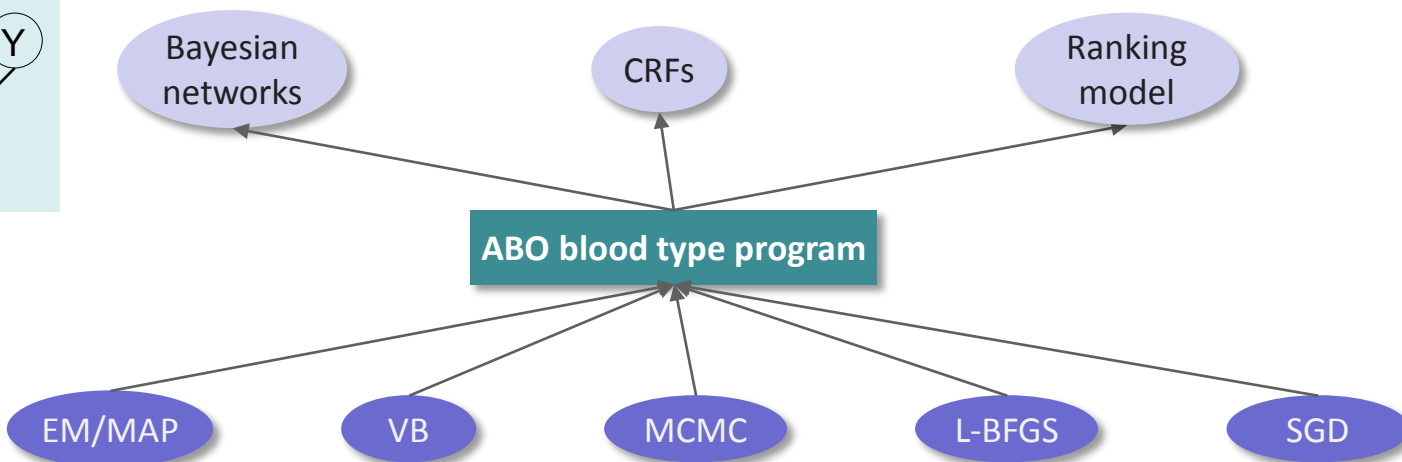 Y
Bayesian
networks
CRFs
Ranking
model
ABO blood type program
EM/MAP
VB
MCMC
L-BFGS
SGD